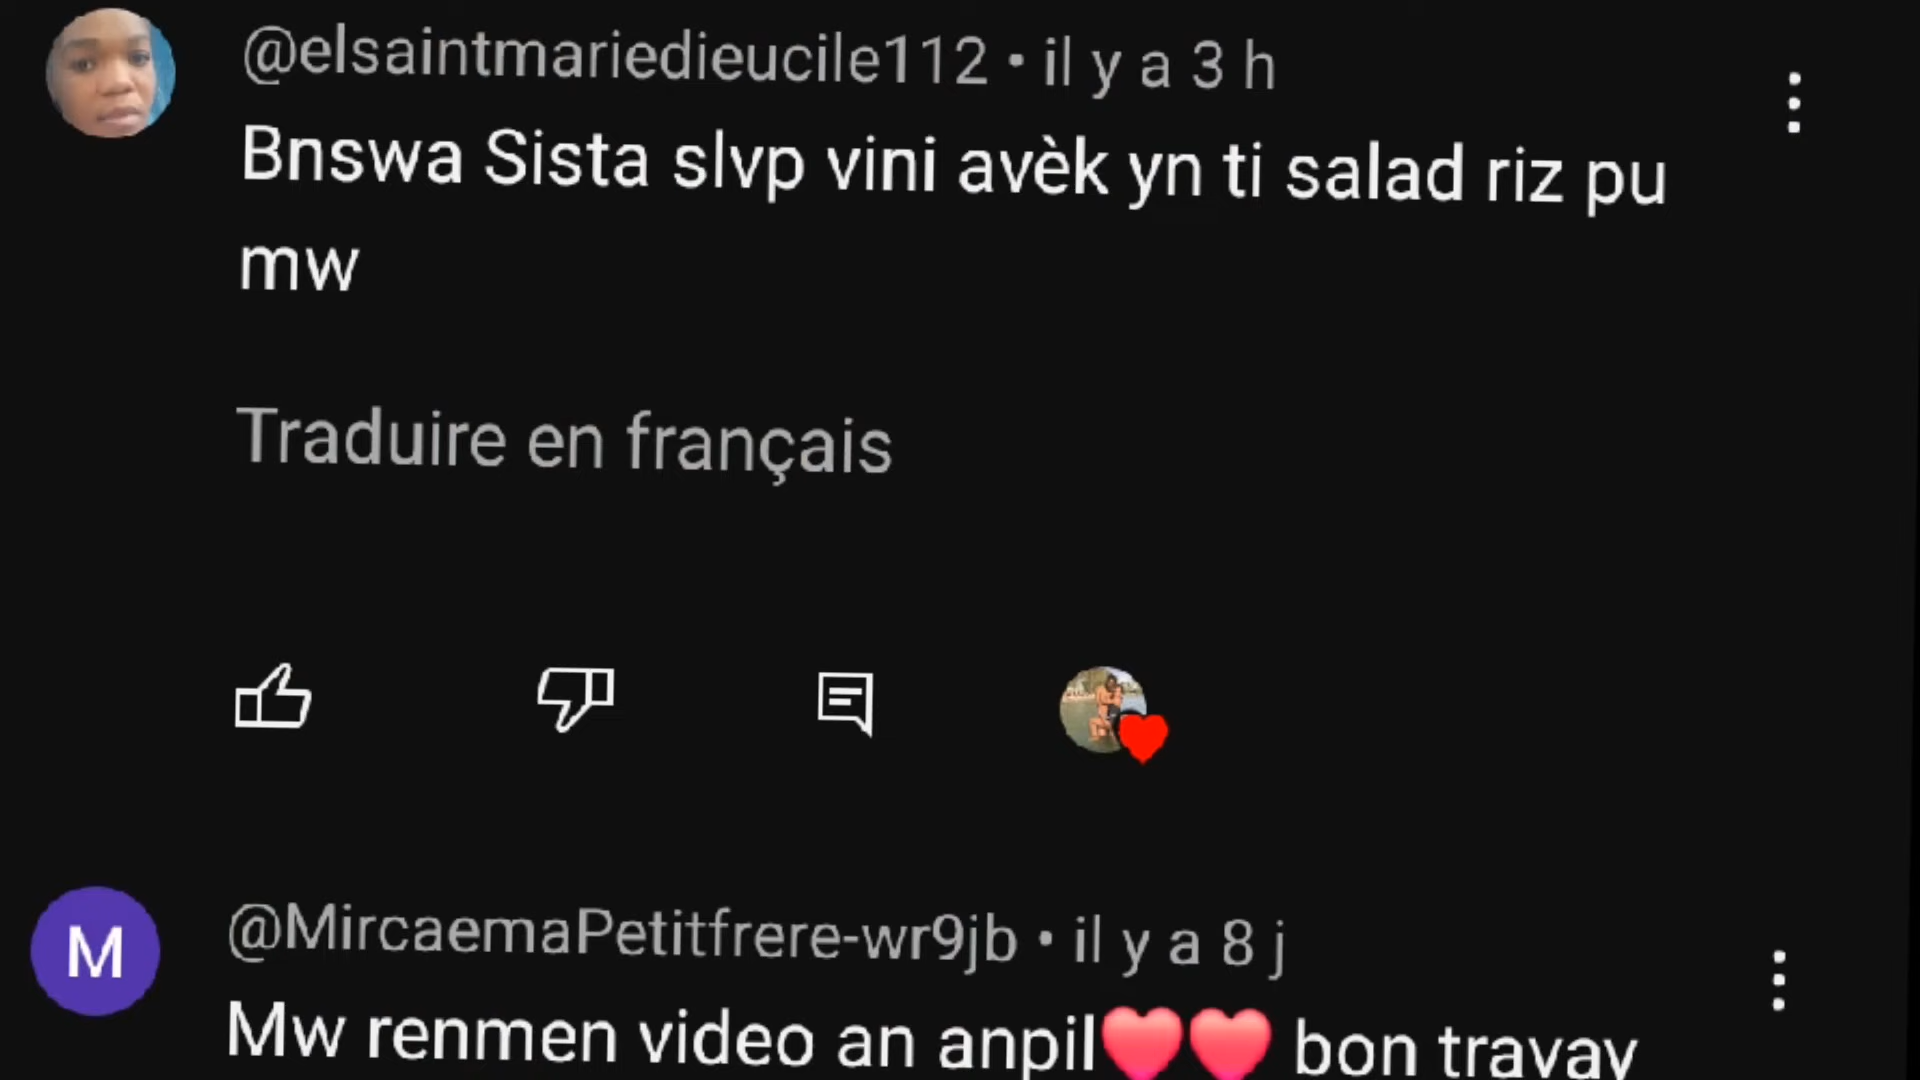 @elsaintmariedieucile112 • il y a 3 h
Bnswa Sista slvp vini avèk yn ti salad riz pu
mw
Traduire en français
M
@MircaemaPetitfrere-wr9jb • il y a 8 j
Mw renmen video an anpil❤️❤️ bon travay